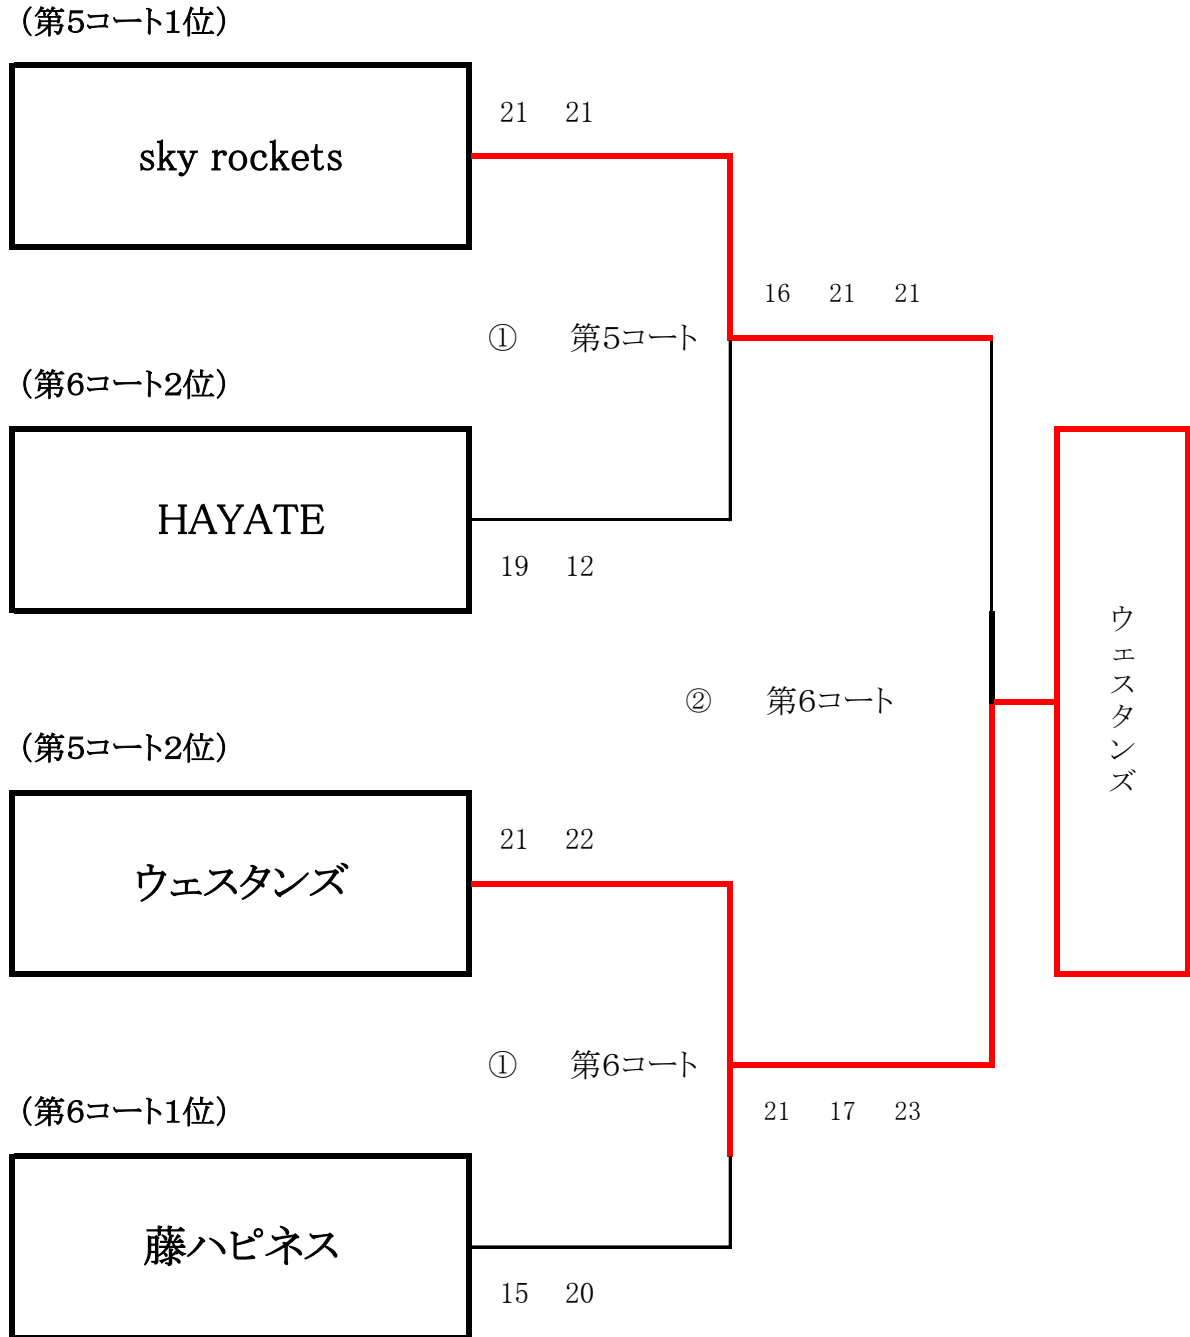 (第5コート1位)
21 21
sky rockets
16 21 21
① 第5コート
(第6コート2位)
HAYATE
19 12
ウェスタンズ
② 第6コート
(第5コート2位)
21 22
ウェスタンズ
① 第6コート
(第6コート1位)
21 17 23
藤ハピネス
15 20